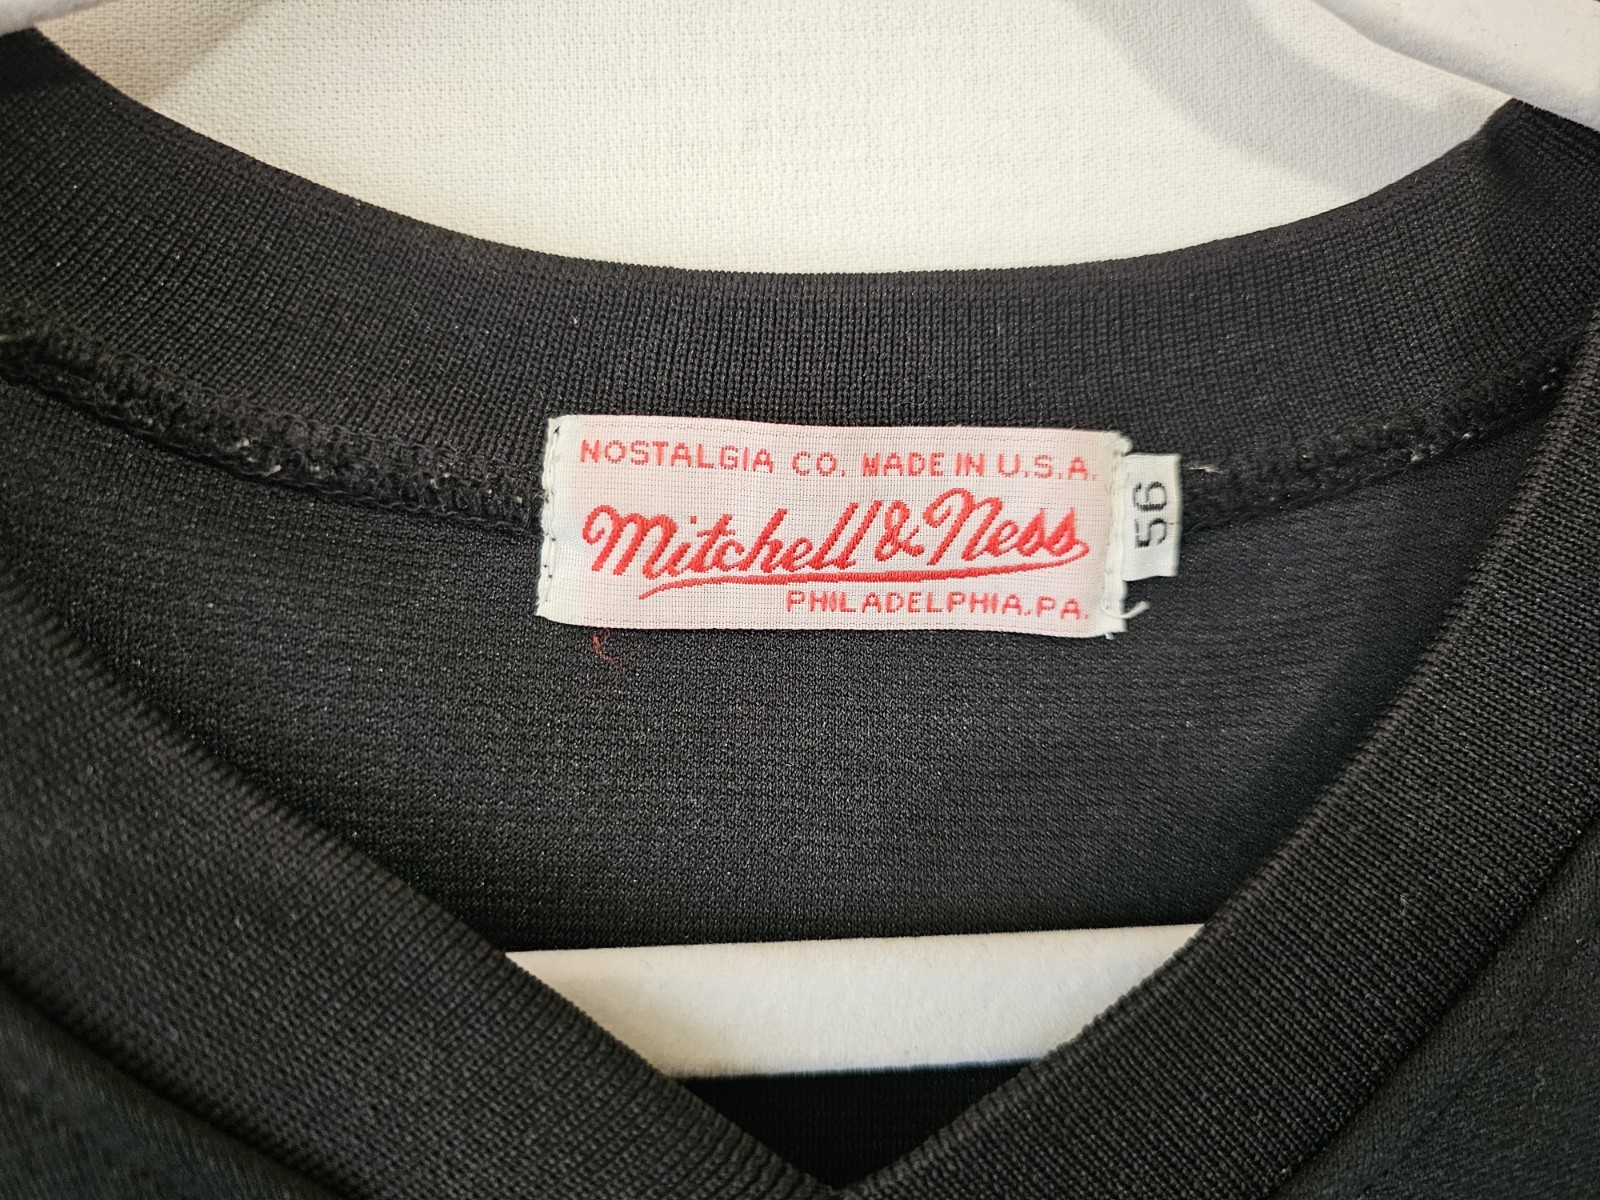 NOSTALGIA CO. MADE IN U.S.A.
Mitchell & Ness
PHILADELPHIA, PA.
56